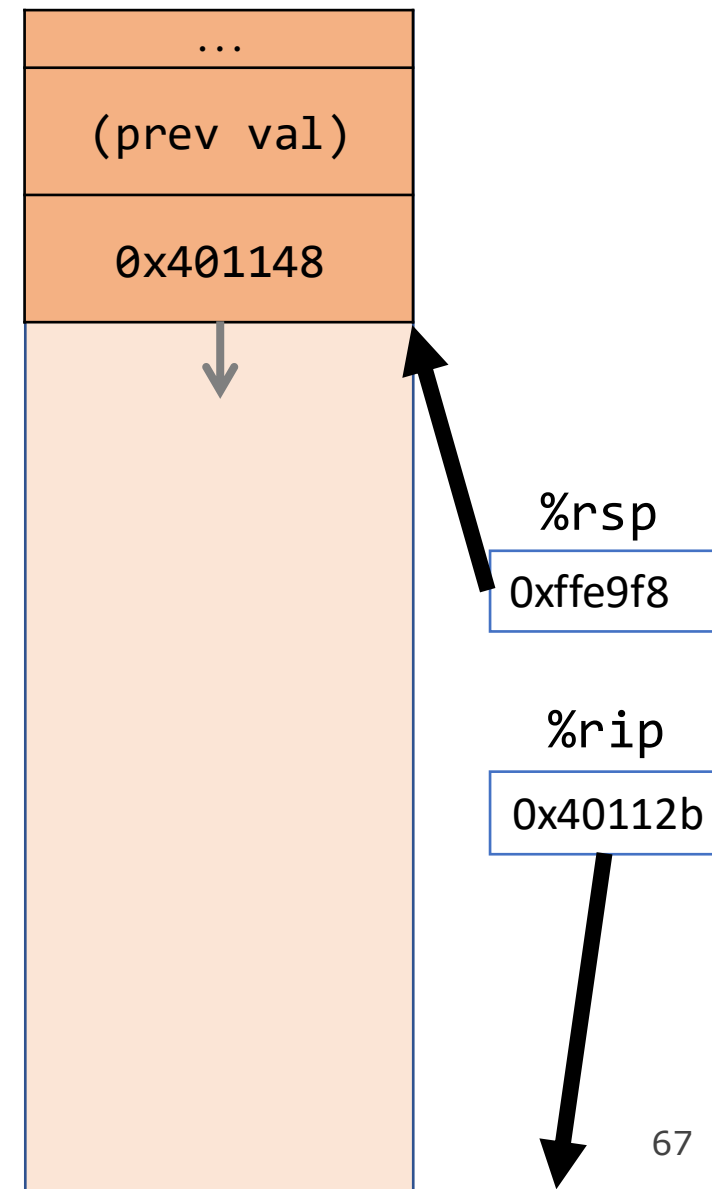 ...
(prev val)
0x401148
%rsp
0xffe9f8
%rip
0x40112b
67